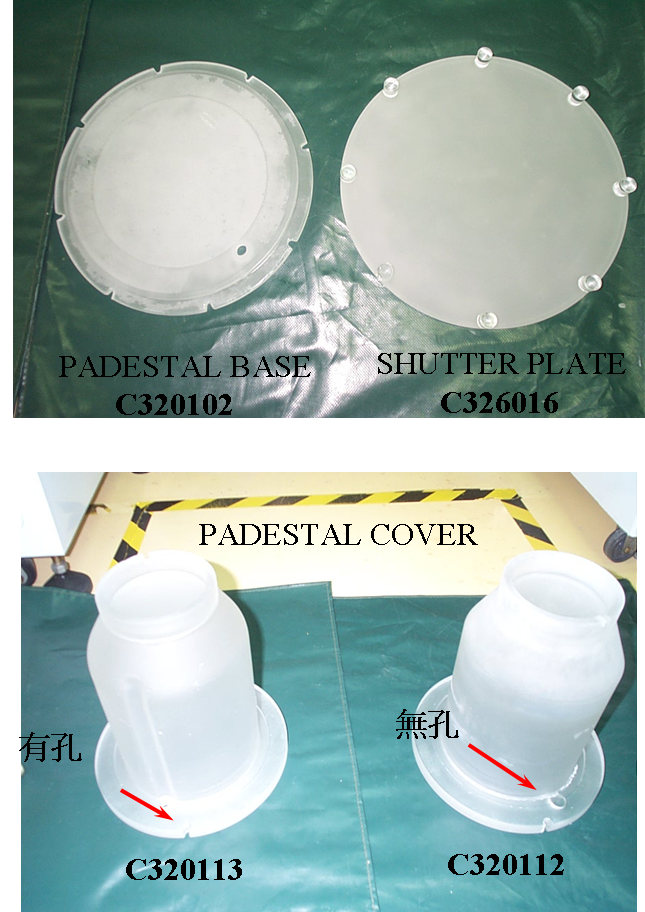 PADESTAL BASE
C320102
SHUTTER PLATE
C326016
PADESTAL COVER
有孔
無孔
C320113
C320112